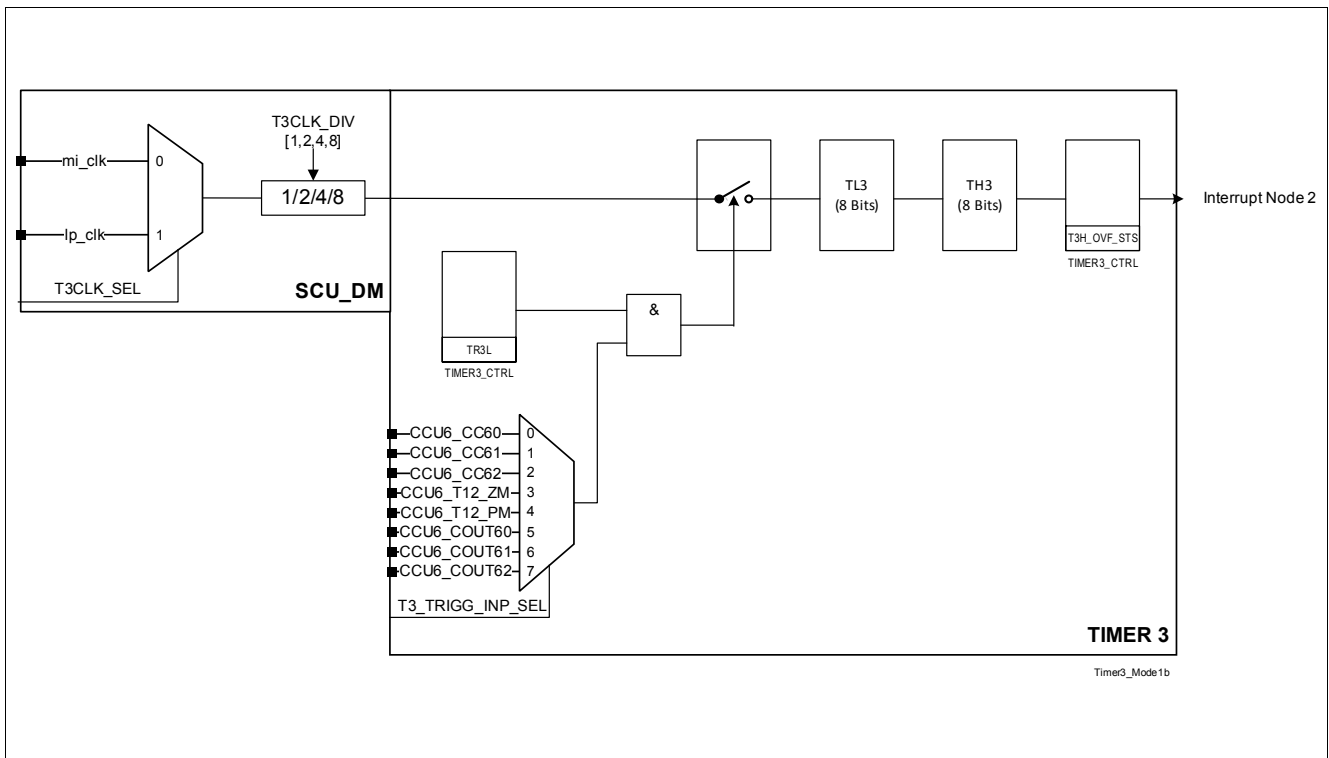 T3CLK_DIV
[1,2,4,8]
mi_clk
0
1/2/4/8
lp_clk
1
T3CLK_SEL
SCU_DM
TL3
(8 Bits)
TH3
(8 Bits)
Interrupt Node 2
T3H_OVF_STS
TIMER3_CTRL
&
TR3L
TIMER3_CTRL
CCU6_CC60 0
CCU6_CC61 1
CCU6_CC62 2
CCU6_T12_ZM 3
CCU6_T12_PM 4
CCU6_COUT60 5
CCU6_COUT61 6
CCU6_COUT62 7
T3_TRIGG_INP_SEL
TIMER 3
Timer3_Mode1b